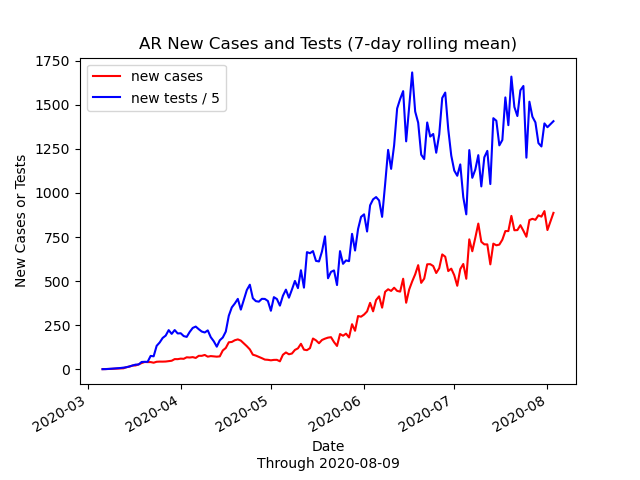 AR New Cases and Tests (7-day rolling mean)
new cases
new tests / 5
New Cases or Tests
1750
1500
1250
1000
750
500
250
0
2020-03
2020-04
2020-05
2020-06
2020-07
2020-08
Date
Through 2020-08-09